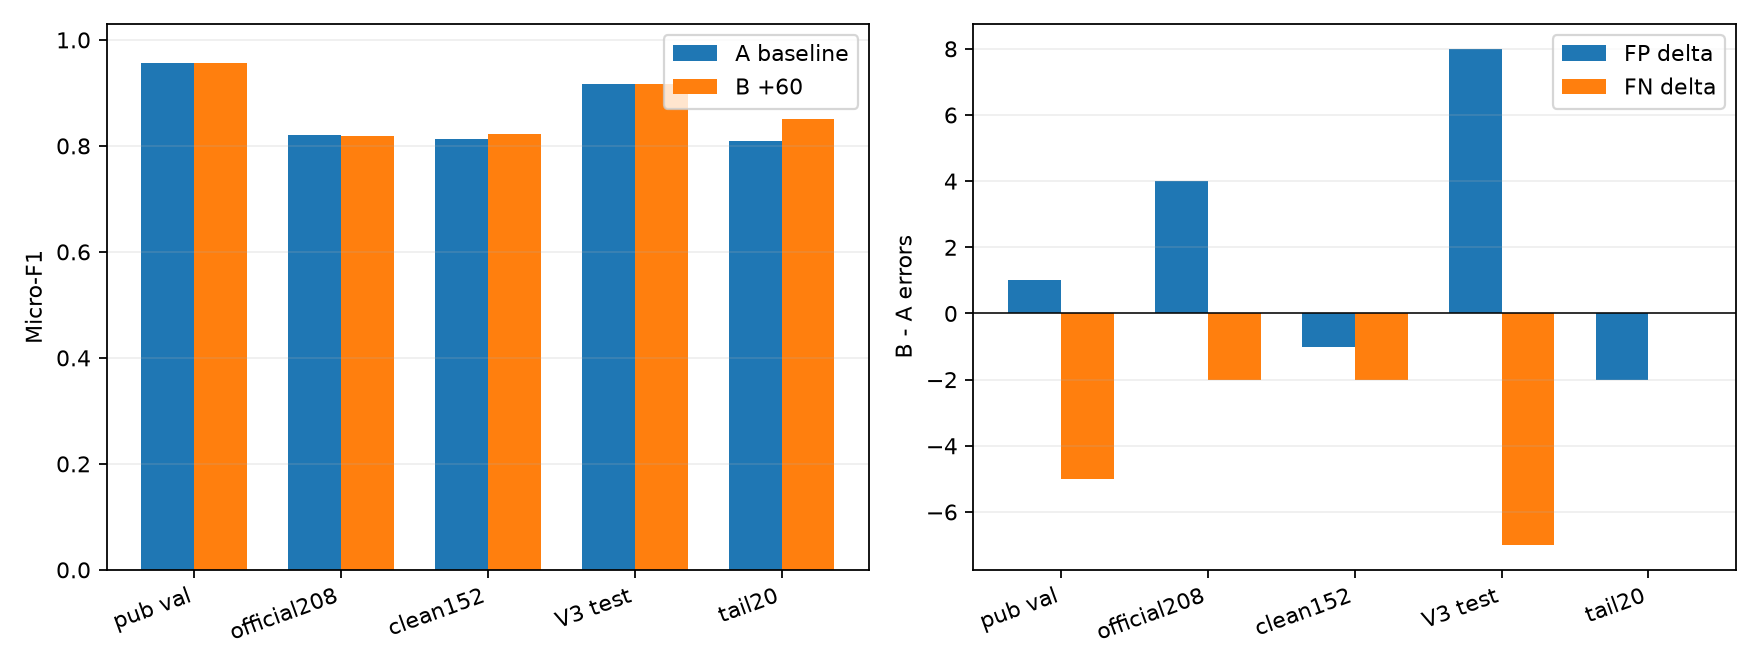 Micro-F1
1.0
0.8
0.6
0.4
0.2
0.0
A baseline
B +60
pub val
official208
clean152
V3 test
tail20
B - A errors
8
6
4
2
0
−2
−4
−6
FP delta
FN delta
pub val
official208
clean152
V3 test
tail20